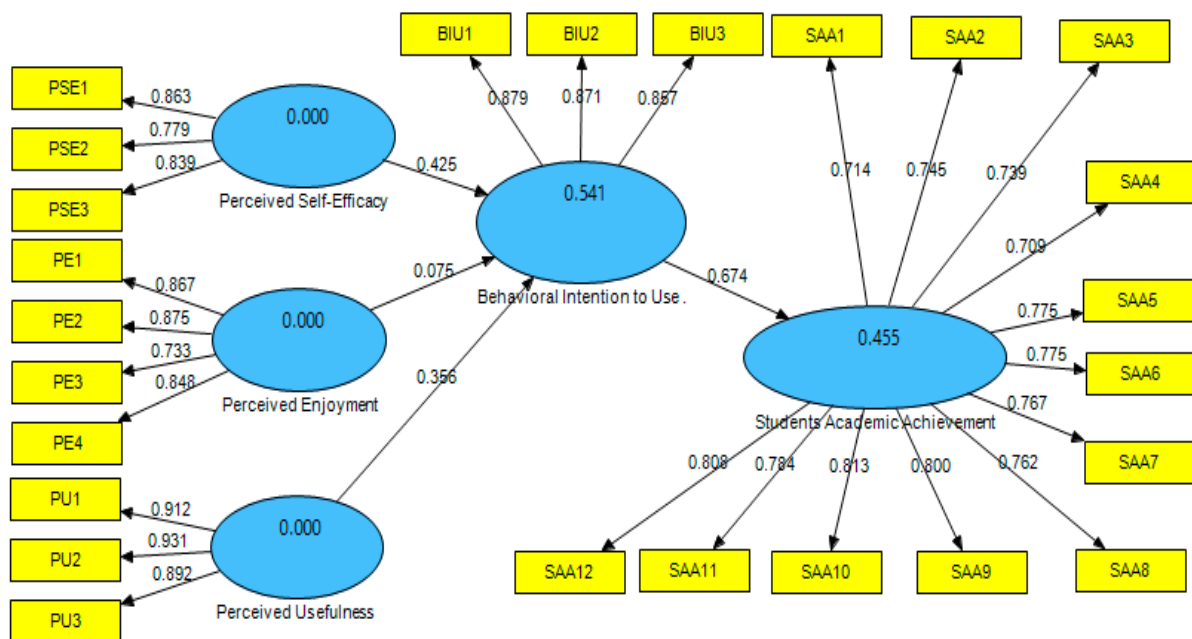 BIU1
BIU2
BIU3
SAA1
SAA2
SAA3
PSE1
0.863
0.000
0.879
0.871
0.857
PSE2
0.779
0.714
0.745
0.739
PSE3
0.839
0.425
SAA4
Perceived Self-Efficacy
0.541
0.709
PE1
0.867
0.075
Behavioral Intention to Use .
0.674
SAA5
0.775
PE2
0.875
0.000
0.455
0.775
SAA6
PE3
0.733
0.848
0.356
Perceived Enjoyment
0.767
Students Academic Achievement
PE4
SAA7
0.808
0.784
0.813
0.800
0.762
PU1
0.912
0.000
PU2
0.931
PU3
0.892
SAA12
SAA11
SAA10
SAA9
SAA8
Perceived Usefulness